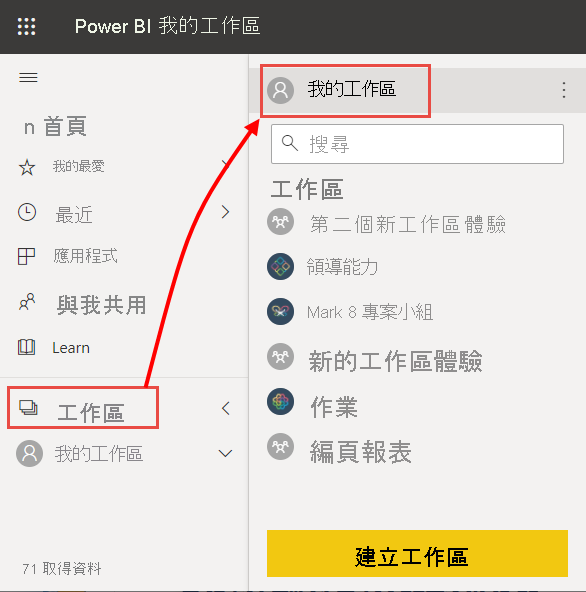 Power BI 我的工作區
n 首頁
我的最愛
最近
應用程式
與我共用
Learn
工作區
我的工作區
71 取得資料
我的工作區
搜尋
工作區
第二個新工作區體驗
領導能力
Mark 8 專案小組
新的工作區體驗
作業
編頁報表
建立工作區